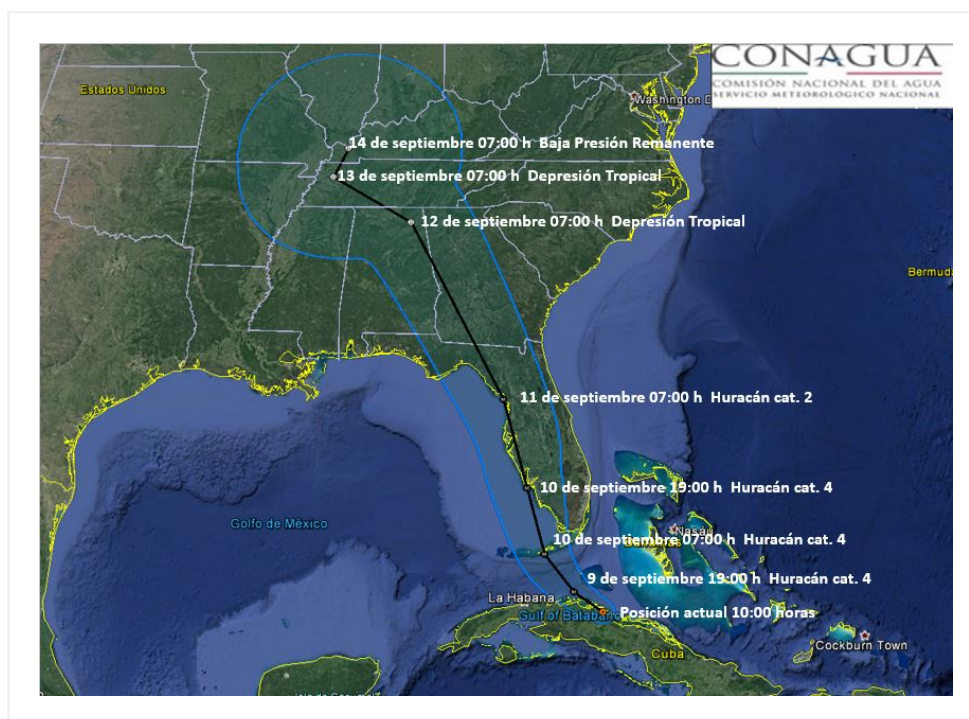 CONAGUA
COMISIÓN NACIONAL DEL AGUA
SERVICIO METEOROLÓGICO NACIONAL
Estados Unidos
Washington D
14 de septiembre 07:00 h Baja Presión Remanente
13 de septiembre 07:00 h Depresión Tropical
12 de septiembre 07:00 h Depresión Tropical
Bermuda
11 de septiembre 07:00 h Huracán cat. 2
10 de septiembre 19:00 h Huracán cat. 4
Golfo de México
Nasá
10 de septiembre 07:00 h Huracán cat. 4
9 de septiembre 19:00 h Huracán cat. 4
La Habana
Gulf of Batabano
Posición actual 10:00 horas
Cockburn Town
Cuba